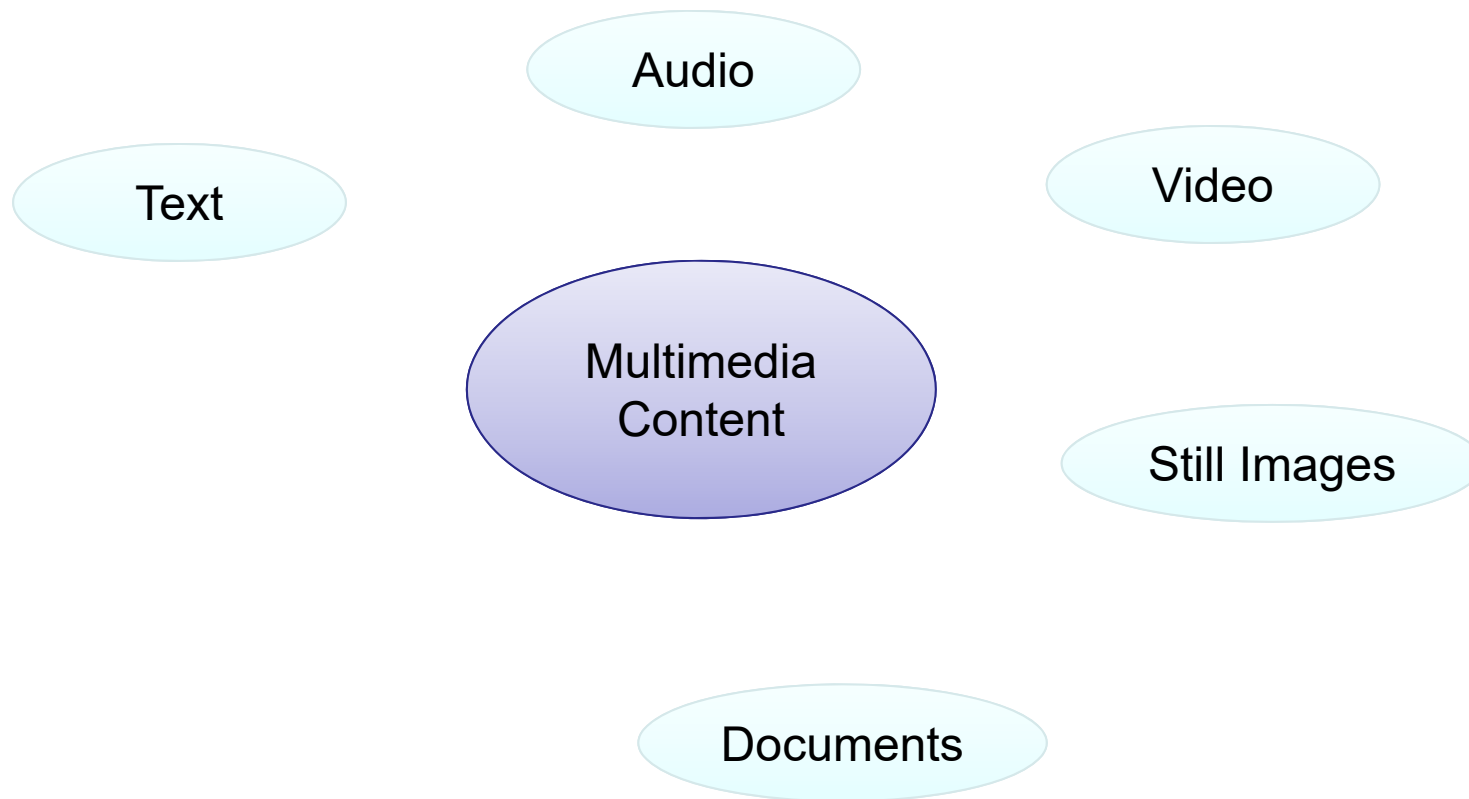 Audio
Text
Video
Multimedia
Content
Still Images
Documents